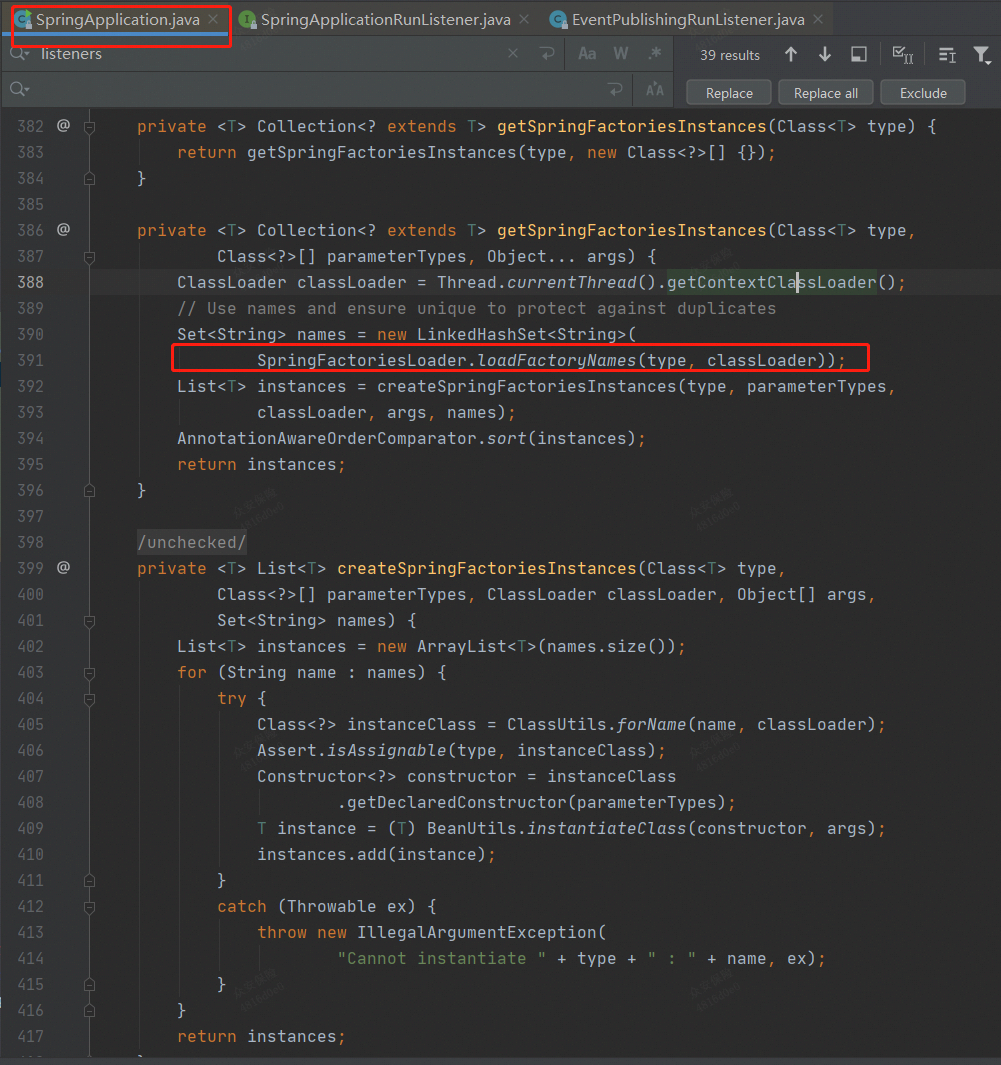 SpringApplication.java × SpringApplicationRunListener.java × EventPublishingRunListener.java ×
listeners × Aa W .* 39 results
Replace Replace all Exclude
382 @ private <T> Collection<? extends T> getSpringFactoriesInstances(Class<T> type) {
383 return getSpringFactoriesInstances(type, new Class<?>[] {});
384 }
385
386 @ private <T> Collection<? extends T> getSpringFactoriesInstances(Class<T> type,
387 Class<?>[] parameterTypes, Object... args) {
388 ClassLoader classLoader = Thread.currentThread().getContextClassLoader();
389 // Use names and ensure unique to protect against duplicates
390 Set<String> names = new LinkedHashSet<String>(
391 SpringFactoriesLoader.loadFactoryNames(type, classLoader));
392 List<T> instances = createSpringFactoriesInstances(type, parameterTypes,
393 classLoader, args, names);
394 AnnotationAwareOrderComparator.sort(instances);
395 return instances;
396 }
397
398 /unchecked/
399 @ private <T> List<T> createSpringFactoriesInstances(Class<T> type,
400 Class<?>[] parameterTypes, ClassLoader classLoader, Object[] args,
401 Set<String> names) {
402 List<T> instances = new ArrayList<T>(names.size());
403 for (String name : names) {
404 try {
405 Class<?> instanceClass = ClassUtils.forName(name, classLoader);
406 Assert.isAssignable(type, instanceClass);
407 Constructor<?> constructor = instanceClass
408 .getDeclaredConstructor(parameterTypes);
409 T instance = (T) BeanUtils.instantiateClass(constructor, args);
410 instances.add(instance);
411 }
412 catch (Throwable ex) {
413 throw new IllegalArgumentException(
414 "Cannot instantiate " + type + " : " + name, ex);
415 }
416 }
417 return instances;